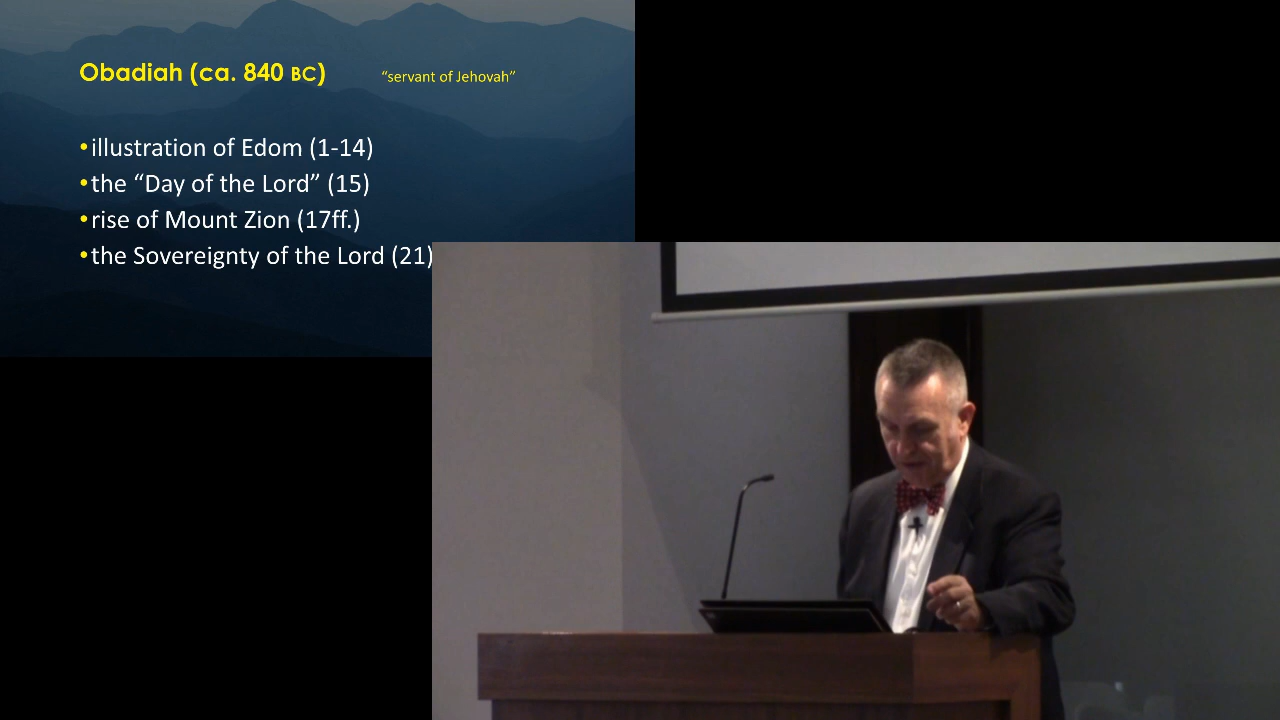 Obadiah (ca. 840 BC) “servant of Jehovah”
•illustration of Edom (1-14)
•the “Day of the Lord” (15)
•rise of Mount Zion (17ff.)
•the Sovereignty of the Lord (21)